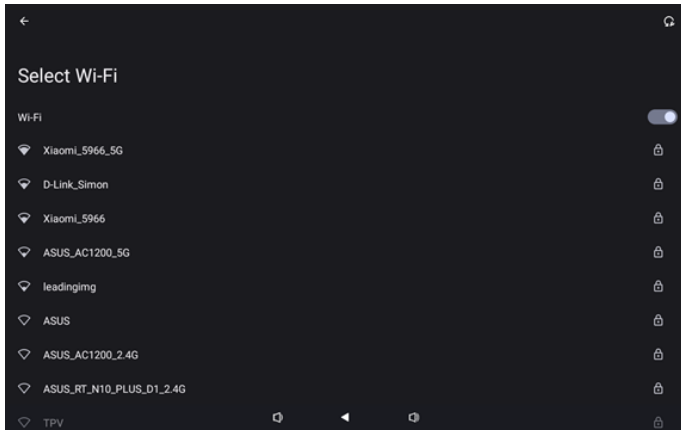 Select Wi-Fi
Wi-Fi
Xiaomi_5966_5G
D-Link_Simon
Xiaomi_5966
ASUS_AC1200_5G
leadingimg
ASUS
ASUS_AC1200_2.4G
ASUS_RT_N10_PLUS_D1_2.4G
TPV